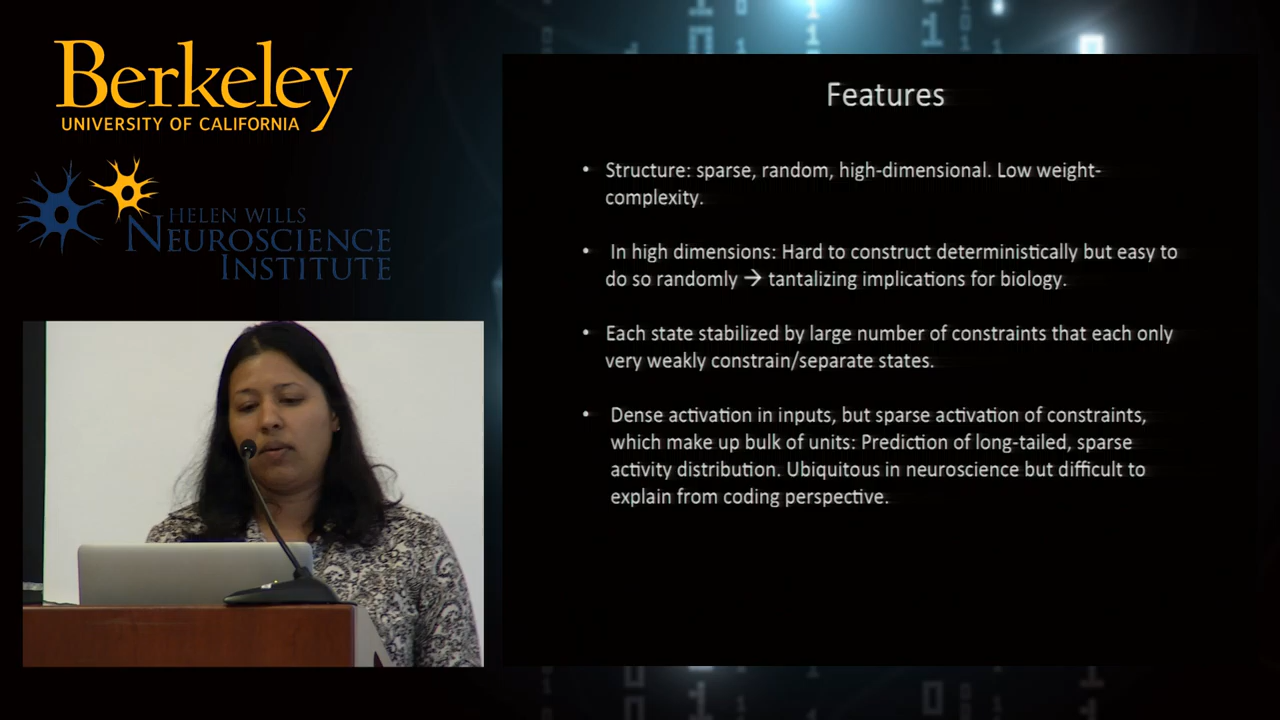 Berkeley
UNIVERSITY OF CALIFORNIA
HELEN WILLS
NEUROSCIENCE
INSTITUTE
Features
• Structure: sparse, random, high-dimensional. Low weight-
complexity.
• In high dimensions: Hard to construct deterministically but easy to
do so randomly → tantalizing implications for biology.
• Each state stabilized by large number of constraints that each only
very weakly constrain/separate states.
• Dense activation in inputs, but sparse activation of constraints,
which make up bulk of units: Prediction of long-tailed, sparse
activity distribution. Ubiquitous in neuroscience but difficult to
explain from coding perspective.